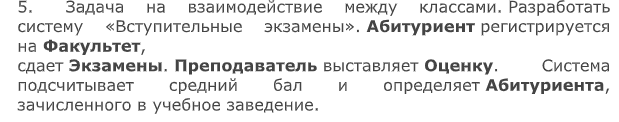 5. Задача на взаимодействие между классами. Разработать
систему «Вступительные экзамены». Абитуриент регистрируется
на Факультет,
сдает Экзамены. Преподаватель выставляет Оценку. Система
подсчитывает средний бал и определяет Абитуриента,
зачисленного в учебное заведение.